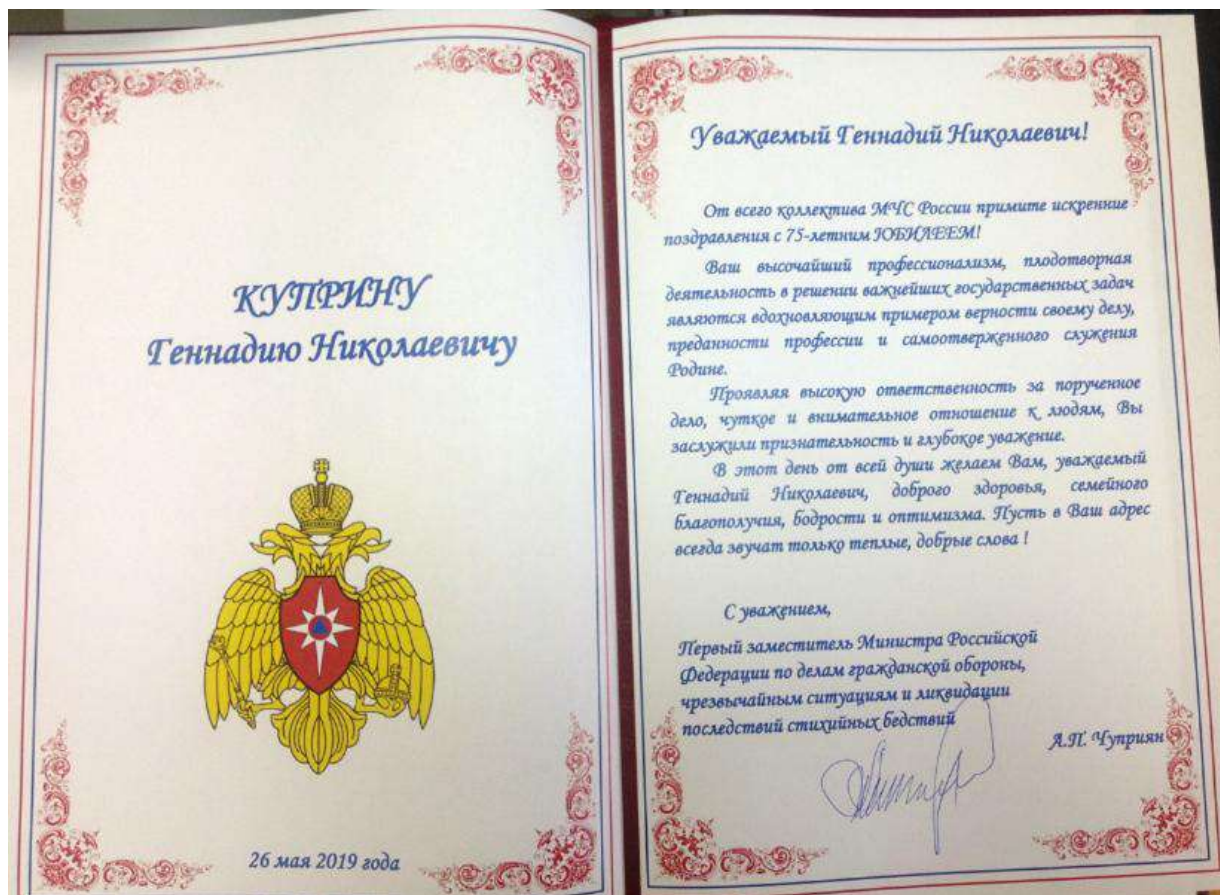 КУПРИНУ
Геннадию Николаевичу
26 мая 2019 года
Уважаемый Геннадий Николаевич!
От всего коллектива МЧС России примите искренние
поздравления с 75-летним ЮБИЛЕЕМ!
Ваш высочайший профессионализм, плодотворная
деятельность в решении важнейших государственных задач
являются вдохновляющим примером верности своему делу,
преданности профессии и самоотверженного служения
Родине.
Проявляя высокую ответственность за порученное
дело, чуткое и внимательное отношение к людям, Вы
заслужили признательность и глубокое уважение.
В этот день от всей души желаем Вам, уважаемый
Геннадий Николаевич, доброго здоровья, семейного
благополучия, бодрости и оптимизма. Пусть в Ваш адрес
всегда звучат только теплые, добрые слова !
С уважением,
Первый заместитель Министра Российской
Федерации по делам гражданской обороны,
чрезвычайным ситуациям и ликвидации
последствий стихийных бедствий
А.П. Чуприян